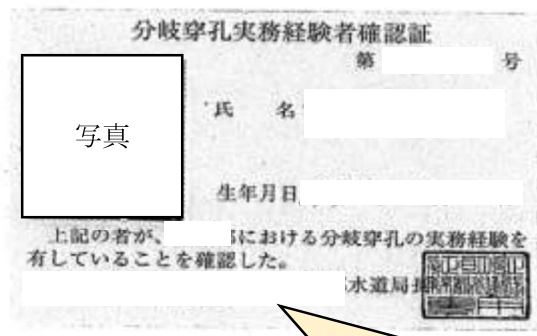 分岐穿孔実務経験者確認証
第 号
写真
氏 名
生年月日
上記の者が、 における分岐穿孔の実務経験を
有していることを確認した。
水道局長